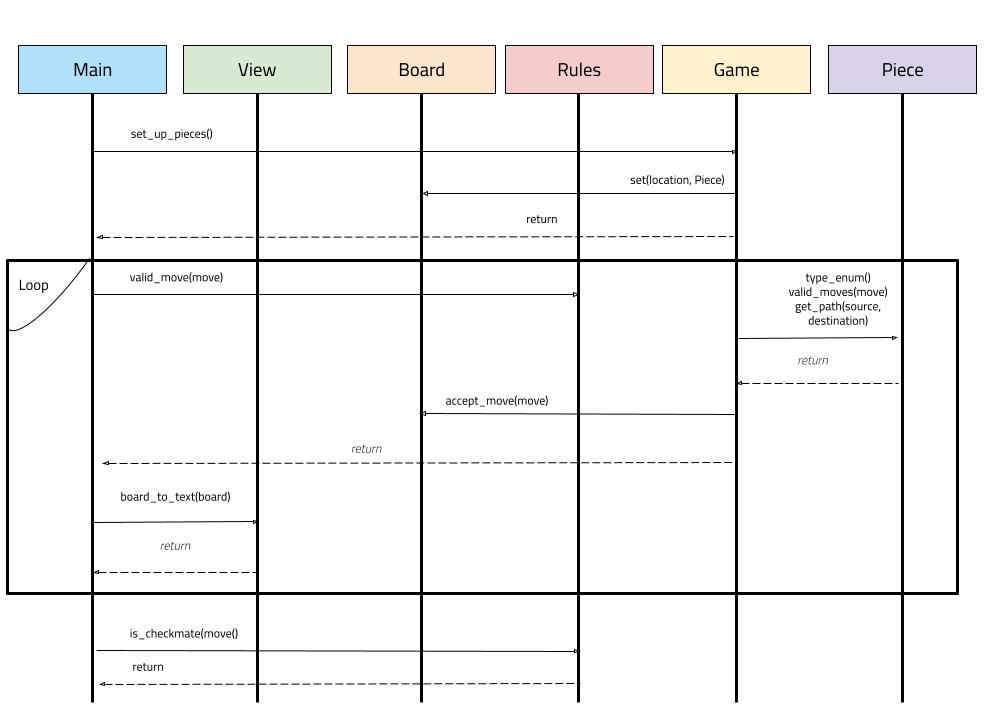 Main
View
Board
Rules
Game
Piece
set_up_pieces()
set(location, Piece)
return
Loop
valid_move(move)
type_enum()
valid_moves(move)
get_path(source,
destination)
return
accept_move(move)
return
board_to_text(board)
return
is_checkmate(move()
return